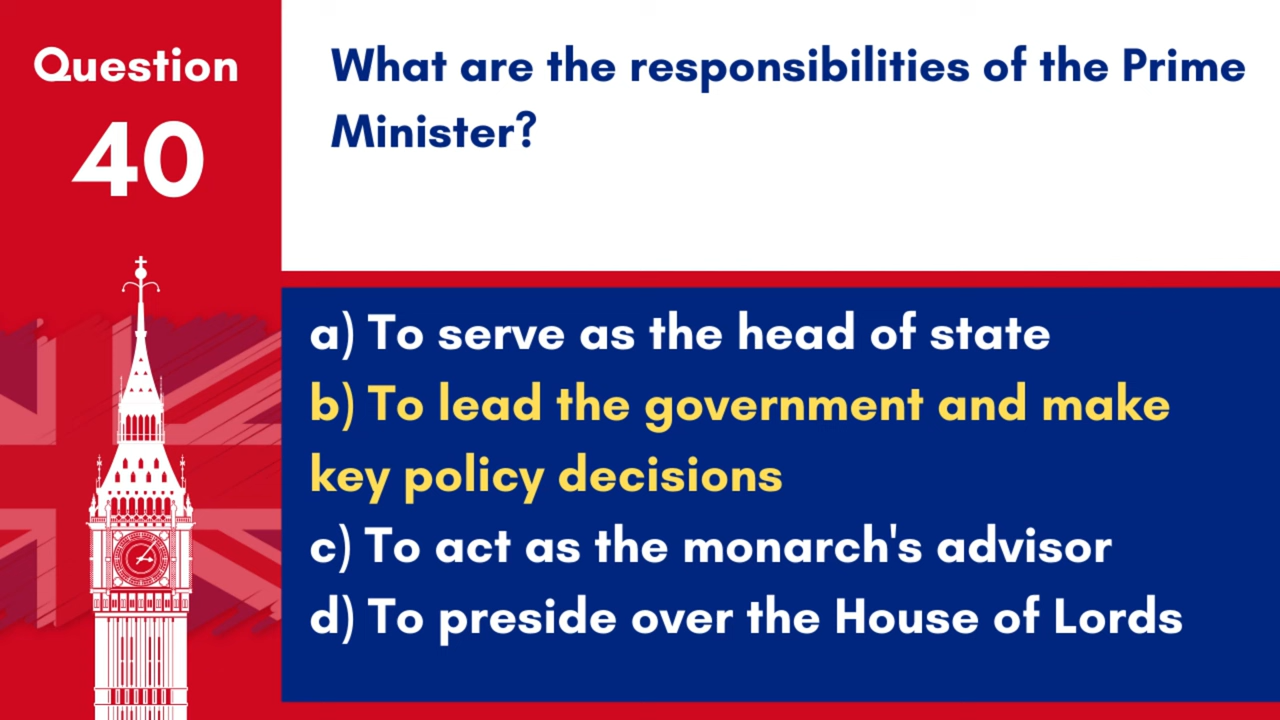 Question
40
What are the responsibilities of the Prime
Minister?
a) To serve as the head of state
b) To lead the government and make
key policy decisions
c) To act as the monarch's advisor
d) To preside over the House of Lords